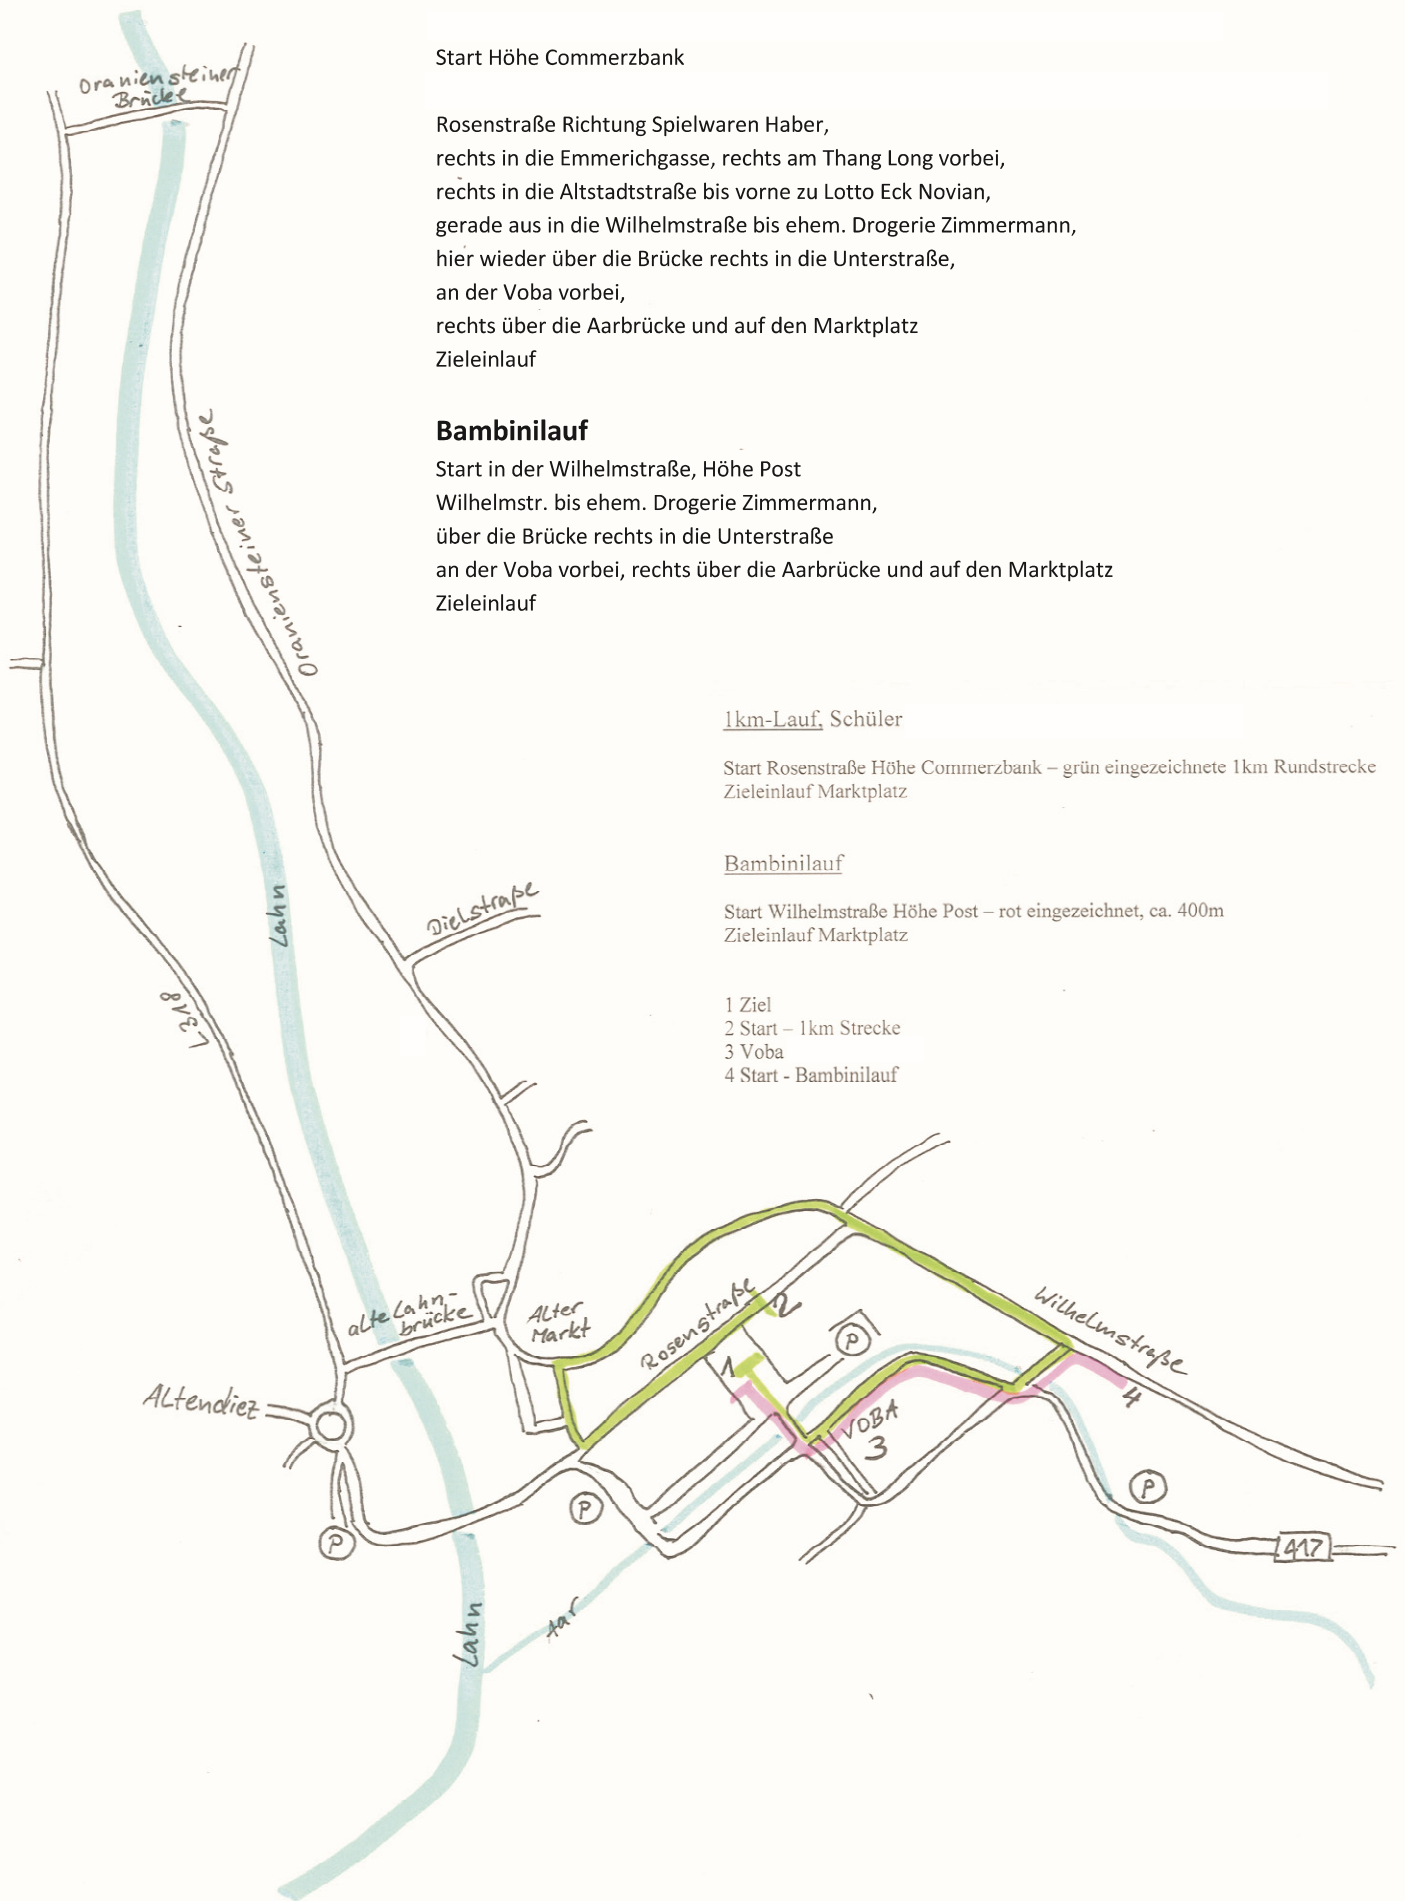 Start Höhe Commerzbank
Rosenstraße Richtung Spielwaren Haber,
rechts in die Emmerichgasse, rechts am Thang Long vorbei,
rechts in die Altstadtstraße bis vorne zu Lotto Eck Novian,
gerade aus in die Wilhelmstraße bis ehem. Drogerie Zimmermann,
hier wieder über die Brücke rechts in die Unterstraße,
an der Voba vorbei,
rechts über die Aarbrücke und auf den Marktplatz
Zieleinlauf
Bambinilauf
Start in der Wilhelmstraße, Höhe Post
Wilhelmstr. bis ehem. Drogerie Zimmermann,
über die Brücke rechts in die Unterstraße
an der Voba vorbei, rechts über die Aarbrücke und auf den Marktplatz
Zieleinlauf
1km-Lauf, Schüler
Start Rosenstraße Höhe Commerzbank – grün eingezeichnete 1km Rundstrecke
Zieleinlauf Marktplatz
Bambinilauf
Start Wilhelmstraße Höhe Post – rot eingezeichnet, ca. 400m
Zieleinlauf Marktplatz
1 Ziel
2 Start – 1km Strecke
3 Voba
4 Start - Bambinilauf
Oraniensteiner
Brücke
Oraniensteiner Straße
Lahn
Dielstraße
L318
alte Lahn-
brücke
Alter
Markt
Rosenstraße
2
1
P
Wilhelmstraße
4
Altendiez
VOBA
3
P
P
P
417
Lahn
Aar